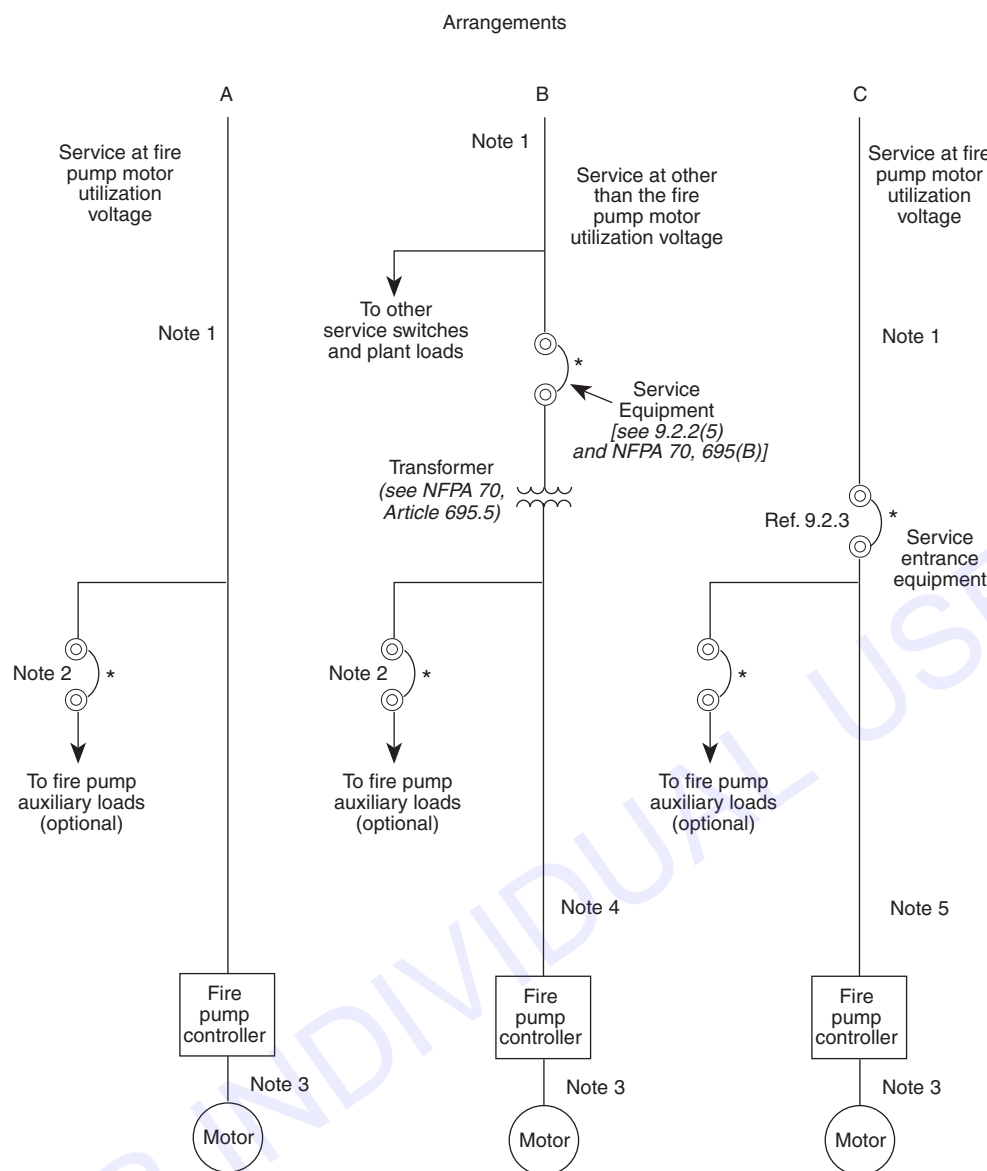 Arrangements
A
B
C
Service at fire
pump motor
utilization
voltage
Note 1
Service at other
than the fire
pump motor
utilization voltage
Service at fire
pump motor
utilization
voltage
To other
service switches
and plant loads
Note 1
Note 1
*
Service
Equipment
[see 9.2.2(5)
and NFPA 70, 695(B)]
Transformer
(see NFPA 70,
Article 695.5)
Ref. 9.2.3
*
Service
entrance
equipment
Note 2
*
Note 2
*
*
To fire pump
auxiliary loads
(optional)
To fire pump
auxiliary loads
(optional)
To fire pump
auxiliary loads
(optional)
Note 4
Note 5
Fire
pump
controller
Fire
pump
controller
Fire
pump
controller
Note 3
Note 3
Note 3
Motor
Motor
Motor
INDIVIDUAL USE